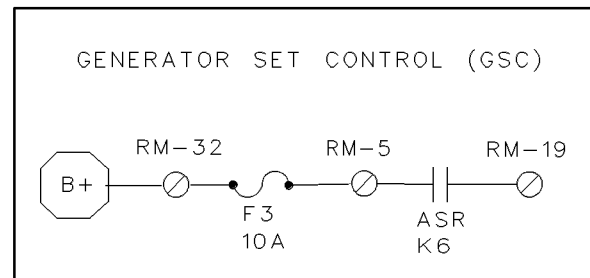 GENERATOR SET CONTROL (GSC)
RM-32 RM-5 RM-19
B+
F3 ASR
10A K6